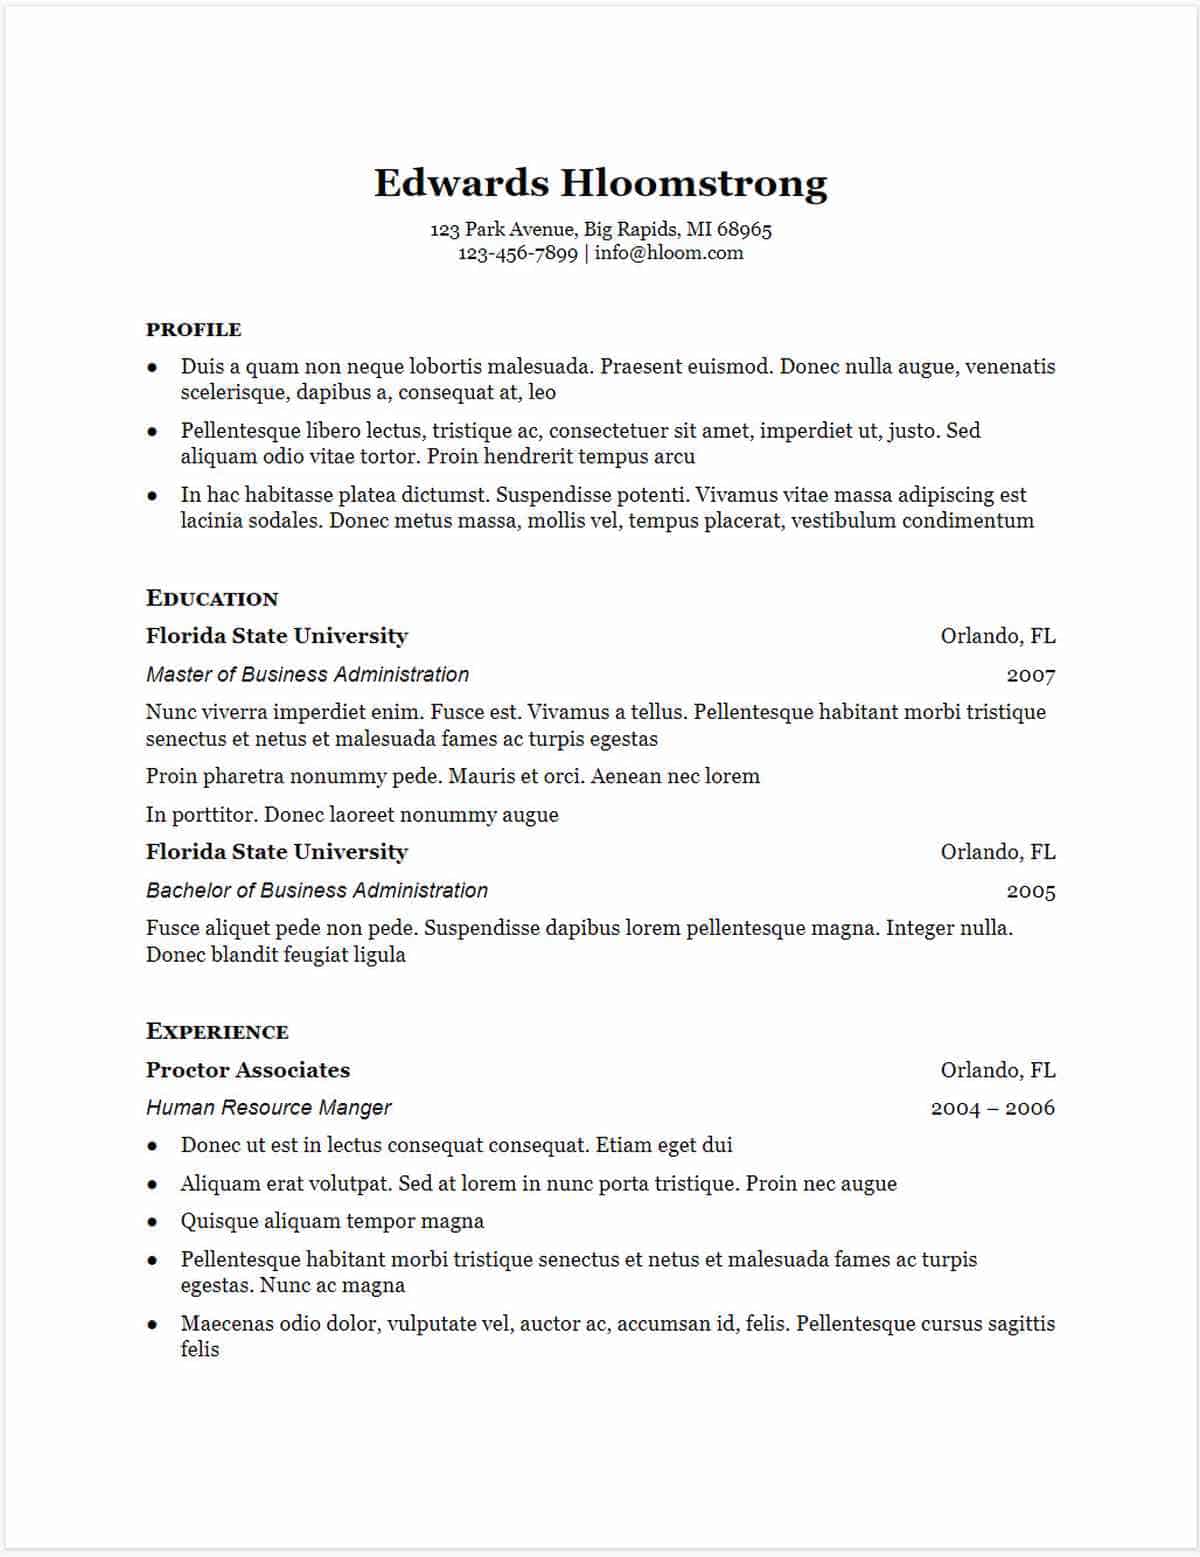 Edwards Hloomstrong
123 Park Avenue, Big Rapids, MI 68965
123-456-7899 | info@hloom.com
PROFILE
● Duis a quam non neque lobortis malesuada. Praesent euismod. Donec nulla augue, venenatis
scelerisque, dapibus a, consequat at, leo
● Pellentesque libero lectus, tristique ac, consectetuer sit amet, imperdiet ut, justo. Sed
aliquam odio vitae tortor. Proin hendrerit tempus arcu
● In hac habitasse platea dictumst. Suspendisse potenti. Vivamus vitae massa adipiscing est
lacinia sodales. Donec metus massa, mollis vel, tempus placerat, vestibulum condimentum
EDUCATION
Florida State University Orlando, FL
Master of Business Administration 2007
Nunc viverra imperdiet enim. Fusce est. Vivamus a tellus. Pellentesque habitant morbi tristique
senectus et netus et malesuada fames ac turpis egestas
Proin pharetra nonummy pede. Mauris et orci. Aenean nec lorem
In porttitor. Donec laoreet nonummy augue
Florida State University Orlando, FL
Bachelor of Business Administration 2005
Fusce aliquet pede non pede. Suspendisse dapibus lorem pellentesque magna. Integer nulla.
Donec blandit feugiat ligula
EXPERIENCE
Proctor Associates Orlando, FL
Human Resource Manger 2004 – 2006
● Donec ut est in lectus consequat consequat. Etiam eget dui
● Aliquam erat volutpat. Sed at lorem in nunc porta tristique. Proin nec augue
● Quisque aliquam tempor magna
● Pellentesque habitant morbi tristique senectus et netus et malesuada fames ac turpis
egestas. Nunc ac magna
● Maecenas odio dolor, vulputate vel, auctor ac, accumsan id, felis. Pellentesque cursus sagittis
felis